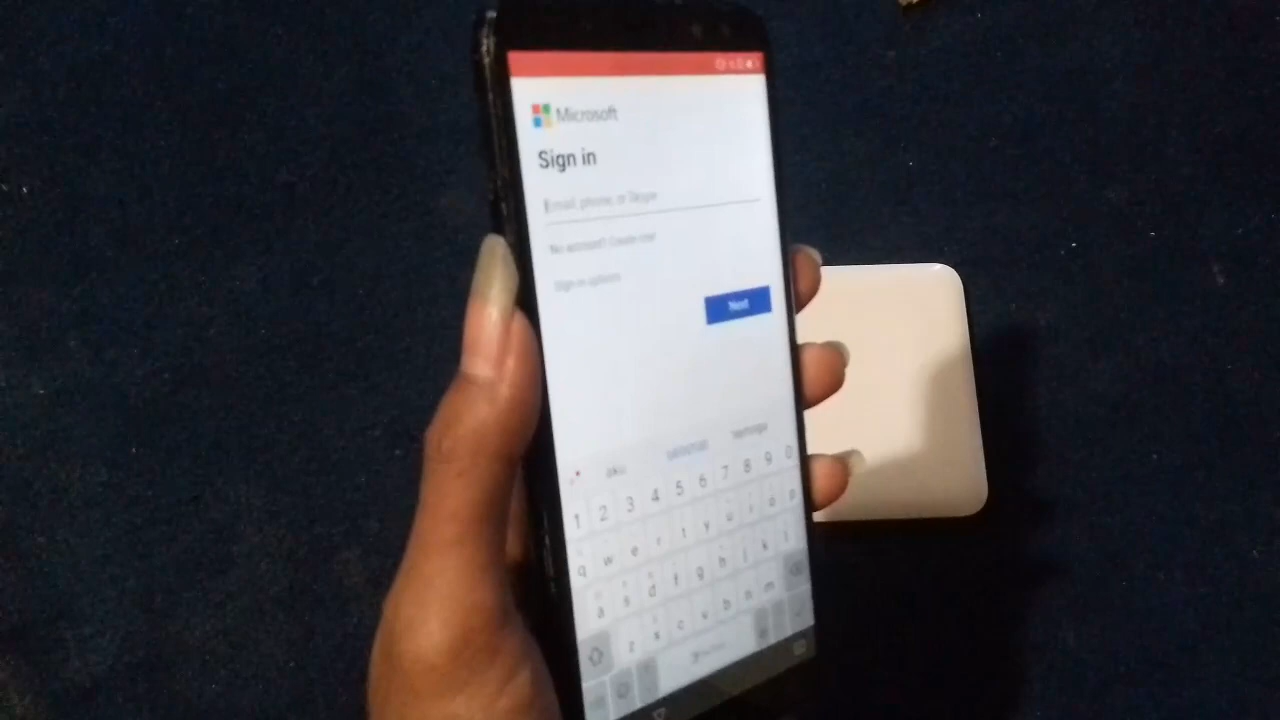 Microsoft
Sign in
Email, phone, or Skype
No account? Create one!
Sign-in options
Next
aku
1 2 3 4 5 6 7 8 9 0
q w e r t y u i o p
a s d f g h j k l
z x c v b n m